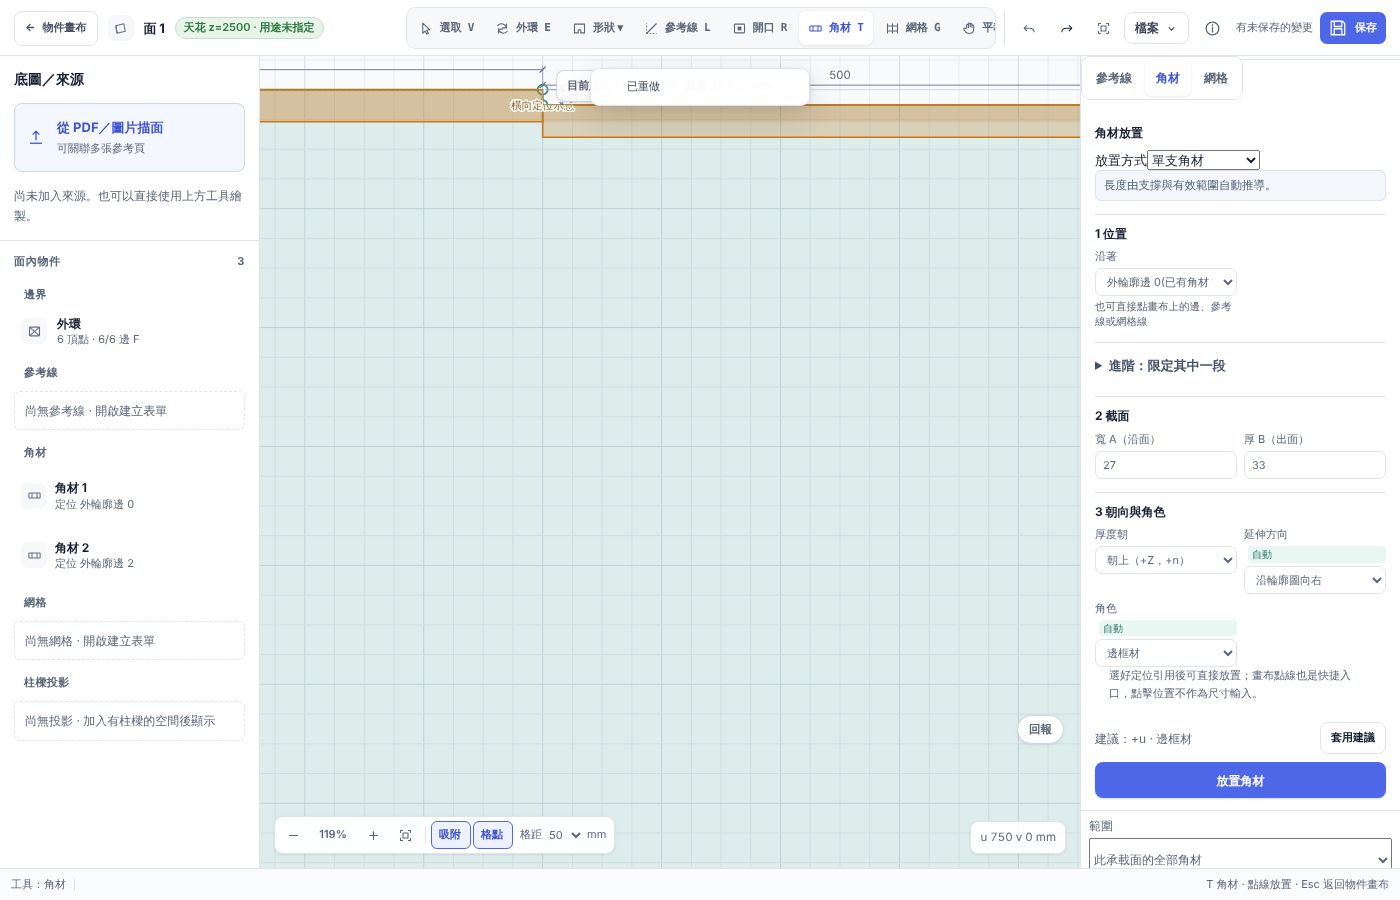 物件畫布
面 1
天花 z=2500 · 用途未指定
選取 V
外環 E
形狀▾
參考線 L
開口 R
角材 T
網格 G
檔案
有未保存的變更
保存
底圖／來源
從 PDF／圖片描面
可關聯多張參考頁
尚未加入來源。也可以直接使用上方工具繪
製。
面內物件 3
邊界
外環
6 頂點 · 6/6 邊 F
參考線
尚無參考線 · 開啟建立表單
角材
角材 1
定位 外輪廓邊 0
角材 2
定位 外輪廓邊 2
網格
尚無網格 · 開啟建立表單
柱樑投影
尚無投影 · 加入有柱樑的空間後顯示
500
目前
已重做
橫向定位示意
回報
− 119% +
吸附
格點
格距 50 mm
u 750 v 0 mm
參考線
角材
網格
角材放置
放置方式 單支角材
長度由支撐與有效範圍自動推導。
1 位置
沿著
外輪廓邊 0(已有角材
也可直接點畫布上的邊、參考
線或網格線
進階：限定其中一段
2 截面
寬 A（沿面） 厚 B（出面）
27 33
3 朝向與角色
厚度朝 延伸方向
自動
朝上（+Z，+n） 沿輪廓圖向右
角色
自動
邊框材
選好定位引用後可直接放置；畫布點線也是快捷入
口，點擊位置不作為尺寸輸入。
建議：+u · 邊框材 套用建議
放置角材
範圍
此承載面的全部角材
工具：角材
T 角材 · 點線放置 · Esc 返回物件畫布